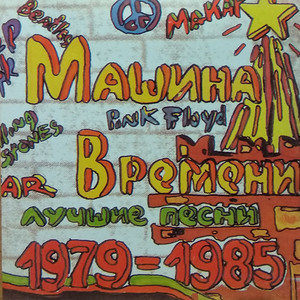 Beatles
МАКАР
МАШИНА
PiNK FloYd
STONES
ВРЕМЕНИ
ЛУЧШИЕ ПЕСНИ
1979-1985